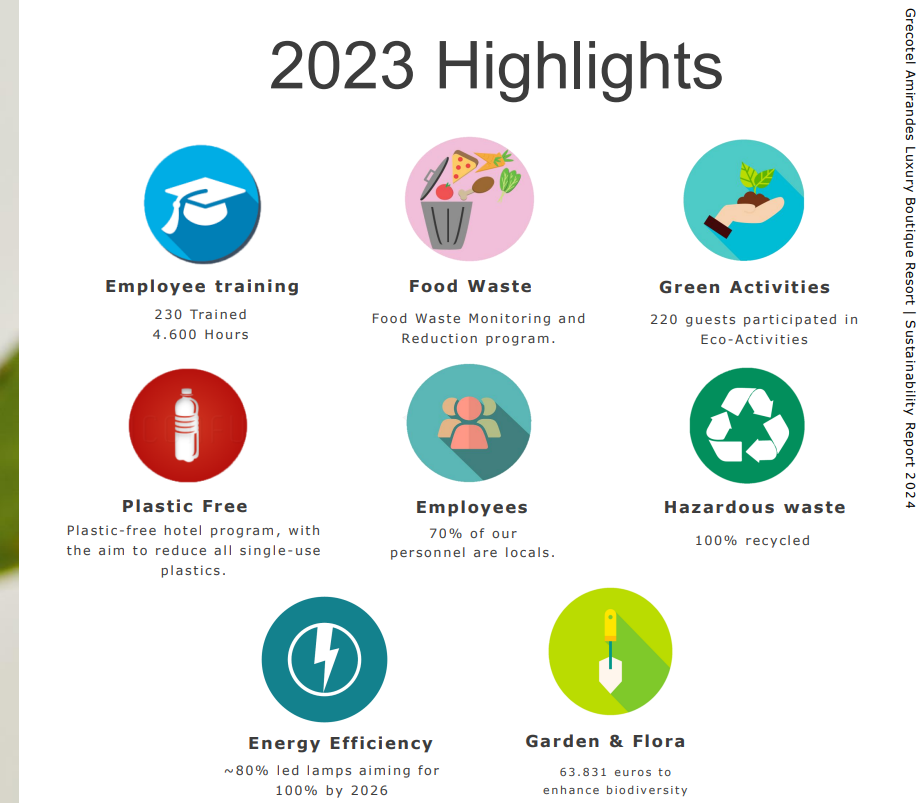 2023 Highlights
Employee training
230 Trained
4.600 Hours
Food Waste
Food Waste Monitoring and
Reduction program.
Green Activities
220 guests participated in
Eco-Activities
Plastic Free
Plastic-free hotel program, with
the aim to reduce all single-use
plastics.
Employees
70% of our
personnel are locals.
Hazardous waste
100% recycled
Energy Efficiency
~80% led lamps aiming for
100% by 2026
Garden & Flora
63.831 euros to
enhance biodiversity
Grecotel Amirandes Luxury Boutique Resort | Sustainability Report 2024